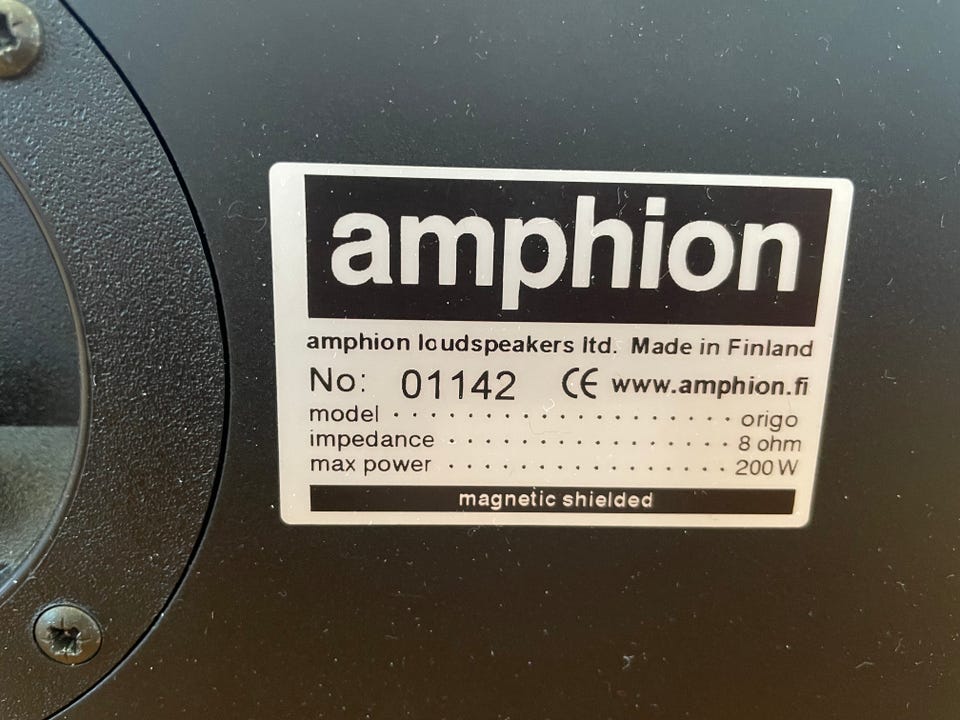 amphion
amphion loudspeakers ltd. Made in Finland
No: 01142 CE www.amphion.fi
model . . . . . . . . . . . . . . . . . . . . . . origo
impedance . . . . . . . . . . . . . . . . . . 8 ohm
max power . . . . . . . . . . . . . . . . . . 200 W
magnetic shielded